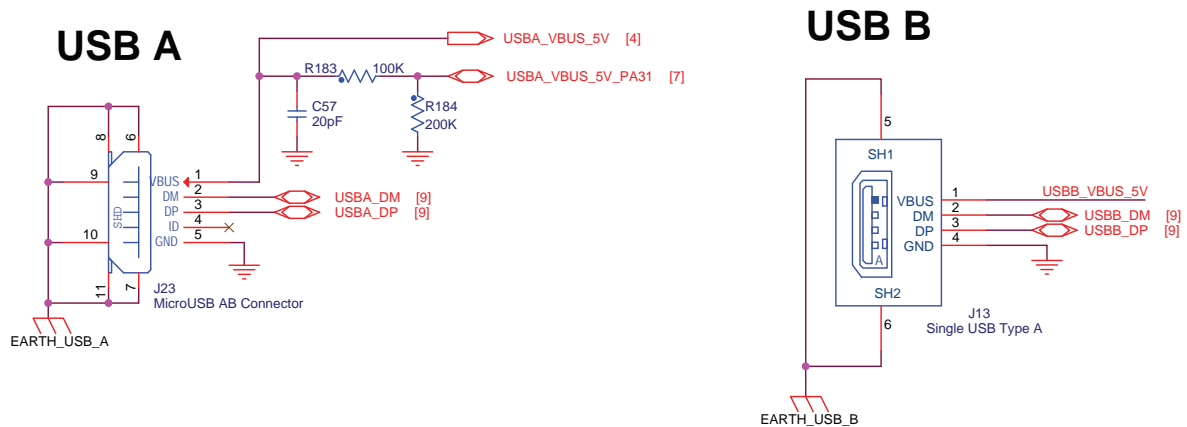 USB A
USB B
USBA_VBUS_5V [4]
R183 100K
USBA_VBUS_5V_PA31 [7]
C57
20pF
R184
200K
8
6
9
10
11
7
SHD
VBUS 1
DM 2
DP 3
ID 4
GND 5
USBA_DM [9]
USBA_DP [9]
J23
MicroUSB AB Connector
EARTH_USB_A
5
SH1
VBUS 1
DM 2
DP 3
GND 4
A
SH2
6
USBB_VBUS_5V
USBB_DM [9]
USBB_DP [9]
J13
Single USB Type A
EARTH_USB_B